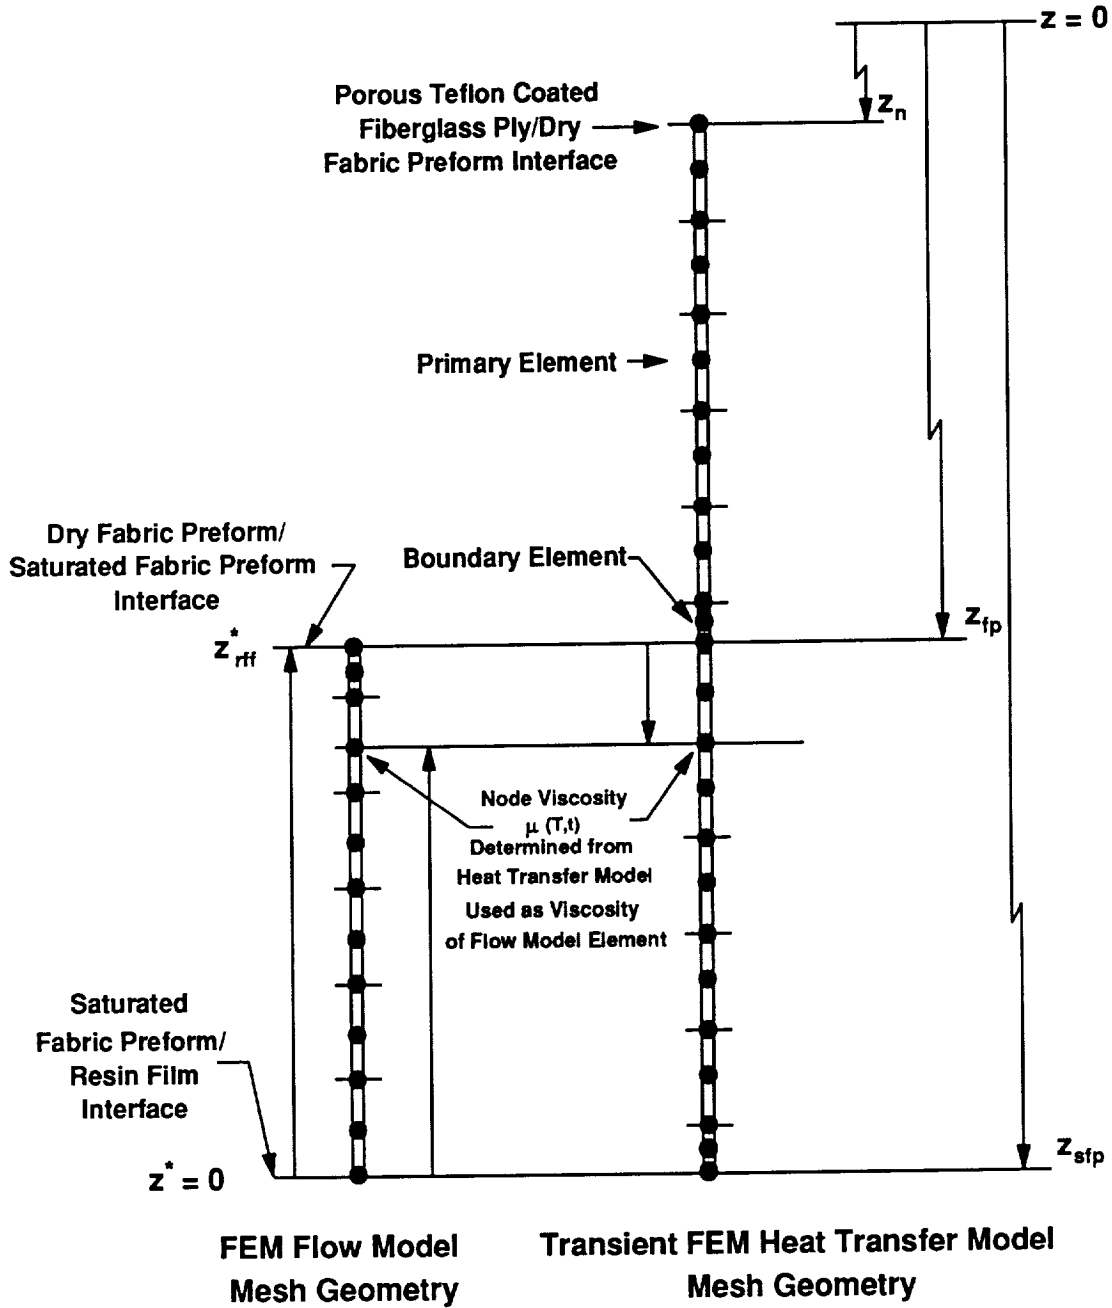 z = 0
Porous Teflon Coated
Fiberglass Ply/Dry
Fabric Preform Interface
z_n
Primary Element
Dry Fabric Preform/
Saturated Fabric Preform
Interface
Boundary Element
z_fp
z*_rff
Node Viscosity
μ (T,t)
Determined from
Heat Transfer Model
Used as Viscosity
of Flow Model Element
Saturated
Fabric Preform/
Resin Film
Interface
z* = 0
z_sfp
FEM Flow Model
Mesh Geometry
Transient FEM Heat Transfer Model
Mesh Geometry